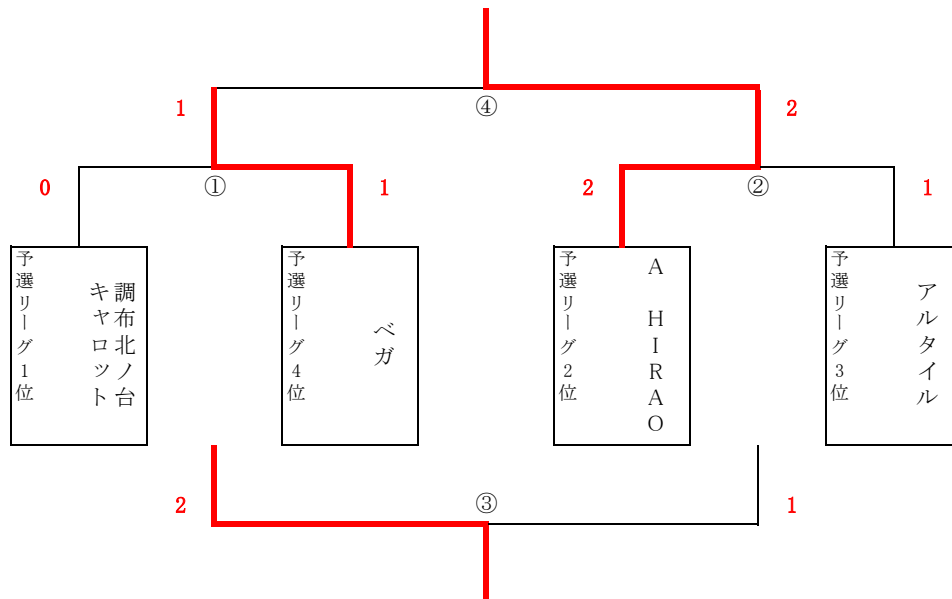 ④
1
2
0
①
1
2
②
1
予選リーグ1位
調布北ノ台
キャロット
予選リーグ4位
ベガ
予選リーグ2位
A HIRAO
予選リーグ3位
アルタイル
2
③
1